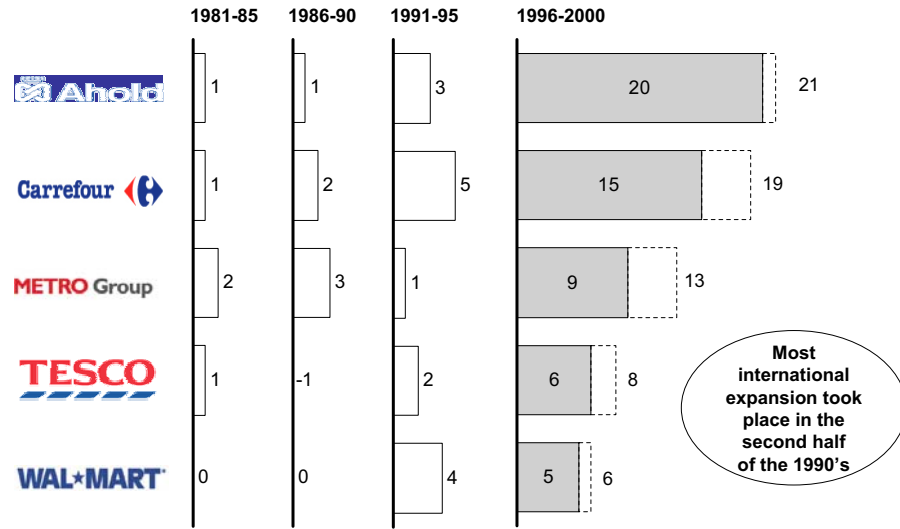 1981-85 1986-90 1991-95 1996-2000
Ahold 1 1 3 20 21
Carrefour 1 2 5 15 19
METRO Group 2 3 1 9 13
TESCO 1 -1 2 6 8
WAL★MART 0 0 4 5 6
Most
international
expansion took
place in the
second half
of the 1990's